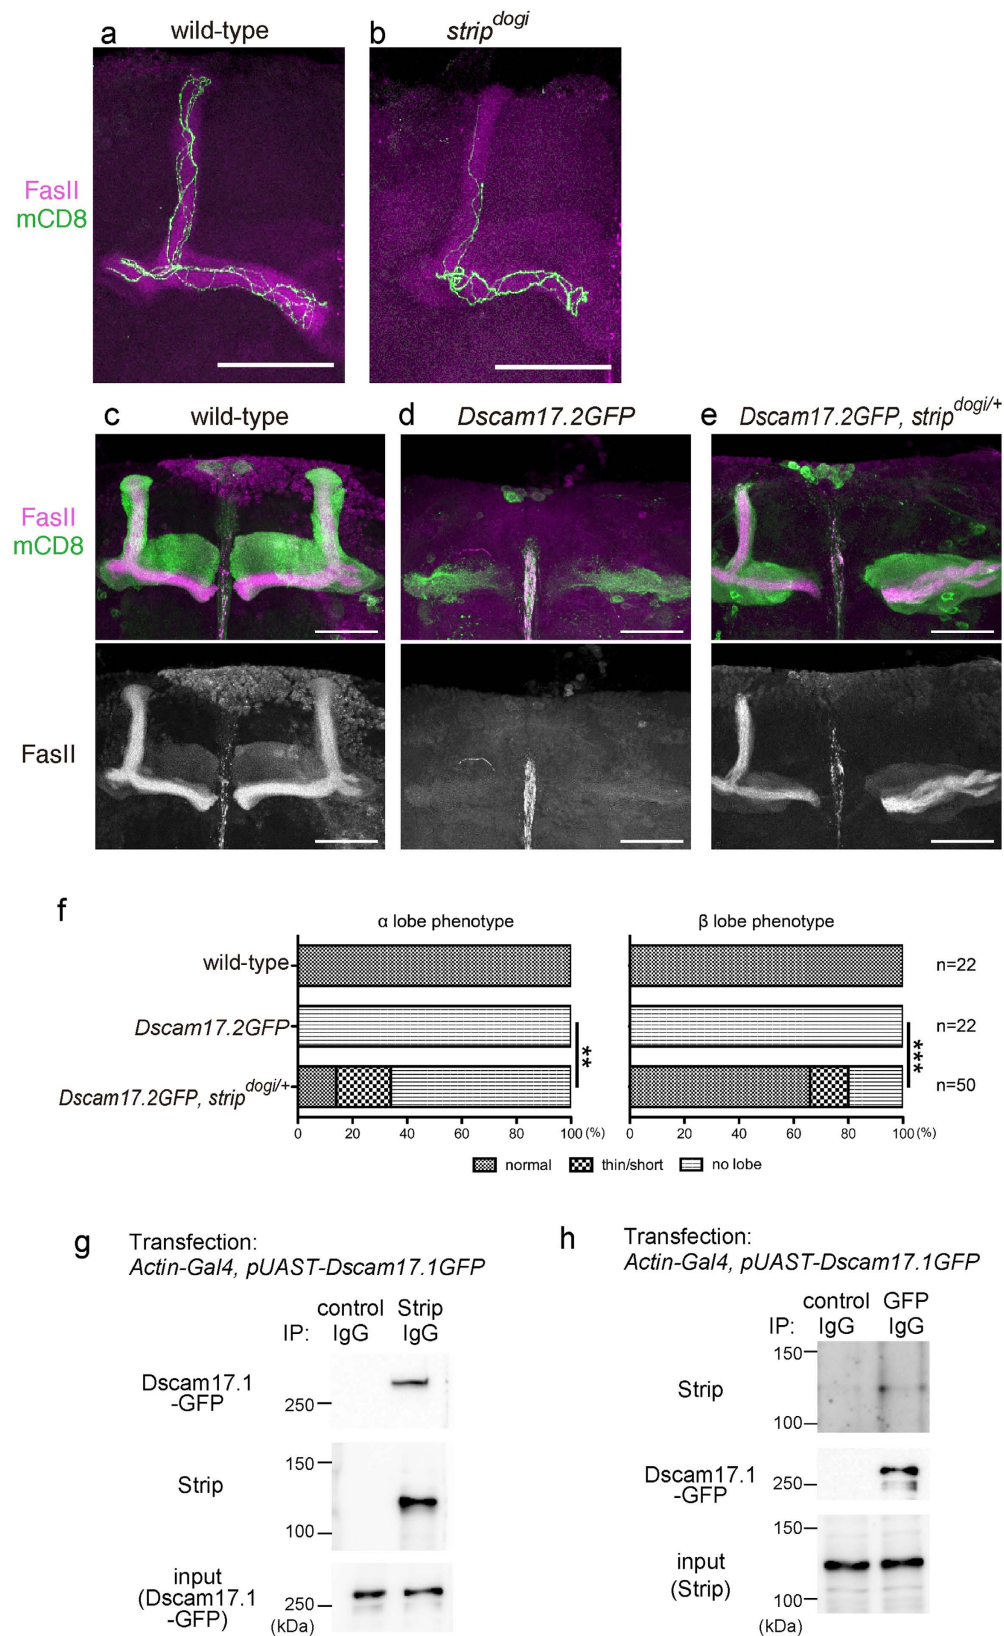 a wild-type
b strip^dogi
FasII
mCD8
c wild-type
d Dscam17.2GFP
e Dscam17.2GFP, strip^dogi/+
FasII
mCD8
FasII
f
α lobe phenotype
β lobe phenotype
wild-type
n=22
Dscam17.2GFP
**
***
n=22
Dscam17.2GFP, strip^dogi/+
n=50
0 20 40 60 80 100 (%)
0 20 40 60 80 100 (%)
normal thin/short no lobe
g Transfection:
Actin-Gal4, pUAST-Dscam17.1GFP
control Strip
IP: IgG IgG
Dscam17.1
-GFP
250
150
Strip
100
input
(Dscam17.1
-GFP)
250
(kDa)
h Transfection:
Actin-Gal4, pUAST-Dscam17.1GFP
control GFP
IP: IgG IgG
150
Strip
100
Dscam17.1
-GFP
250
150
input
(Strip)
100
(kDa)